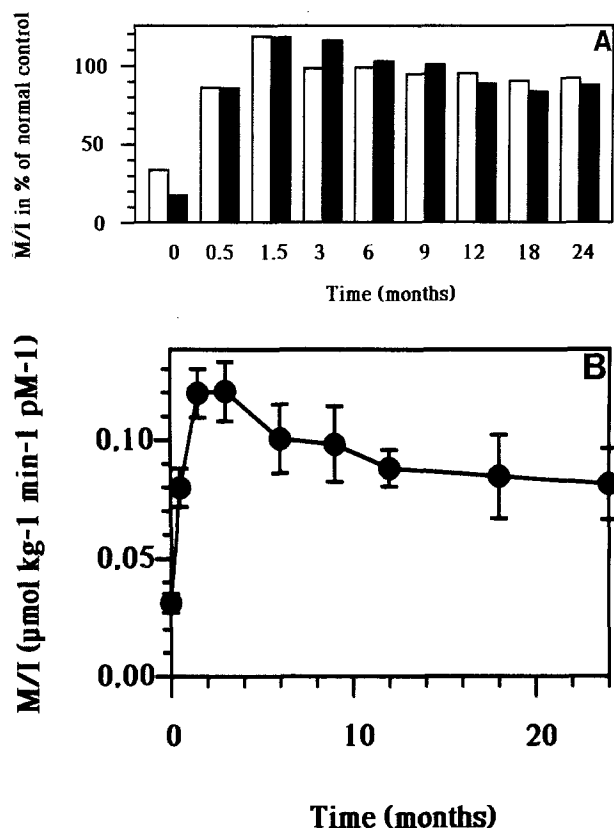 A
M/I in % of normal control
100
50
0
0 0.5 1.5 3 6 9 12 18 24
Time (months)
B
M/I (µmol kg-1 min-1 pM-1)
0.10
0.05
0.00
0 10 20
Time (months)